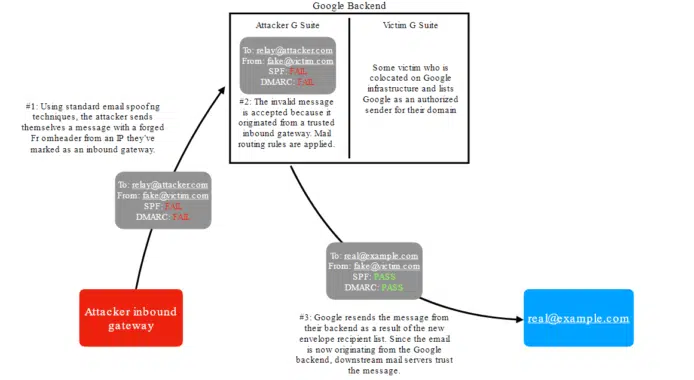 Google Backend
Attacker G Suite
Victim G Suite
To: relay@attacker.com
From: fake@victim.com
SPF: FAIL
DMARC: FAIL
Some victim who is
colocated on Google
infrastructure and lists
Google as an authorized
sender for their domain
#2: The invalid message
is accepted because it
originated from a trusted
inbound gateway. Mail
routing rules are applied.
#1: Using standard email spoofng
techniques, the attacker sends
themselves a message with a forged
Fr omheader from an IP they've
marked as an inbound gateway.
To: relay@attacker.com
From: fake@victim.com
SPF: FAIL
DMARC: FAIL
To: real@example.com
From: fake@victim.com
SPF: PASS
DMARC: PASS
Attacker inbound
gateway
#3: Google resends the message from
their backend as a result of the new
envelope recipient list. Since the email
is now originating from the Google
backend, downstream mail servers trust
the message.
real@example.com